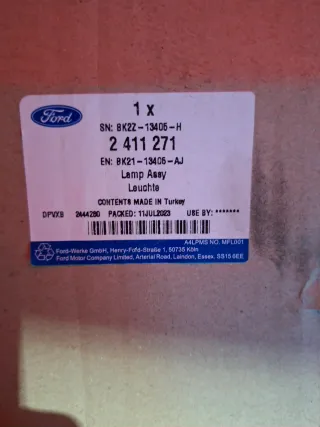 Ford
1 x
SN: BK2Z-13405-H
2 411 271
EN: BK21-13405-AJ
Lamp Assy
Leuchte
CONTENTS MADE IN Turkey
DPVXB 2444280 PACKED: 11JUL2023 USE BY: *******
A4LPMS NO. MFL001
Ford-Werke GmbH, Henry-Ford-Straße 1, 50735 Köln
Ford Motor Company Limited, Arterial Road, Laindon, Essex. SS15 6EE